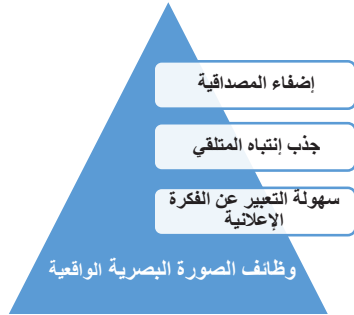 إضفاء المصداقية
جذب إنتباه المتلقي
سهولة التعبير عن الفكرة
الإعلانية
وظائف الصورة البصرية الواقعية